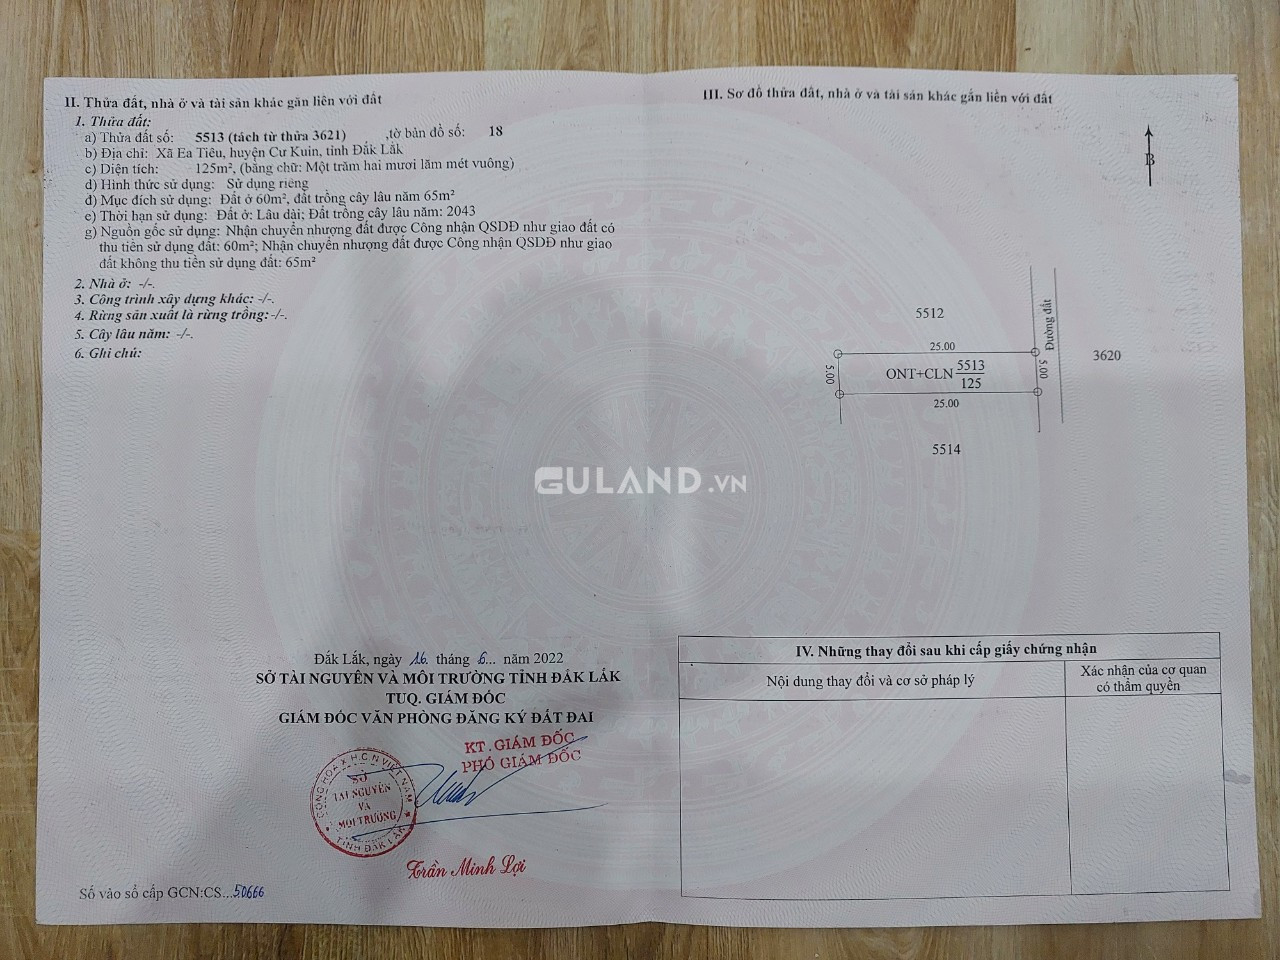 II. Thửa đất, nhà ở và tài sản khác gắn liền với đất
1. Thửa đất:
a) Thửa đất số: 5513 (tách từ thửa 3621) ,tờ bản đồ số: 18
b) Địa chỉ: Xã Ea Tiêu, huyện Cư Kuin, tỉnh Đắk Lắk
c) Diện tích: 125m², (bằng chữ: Một trăm hai mươi lăm mét vuông)
d) Hình thức sử dụng: Sử dụng riêng
đ) Mục đích sử dụng: Đất ở 60m², đất trồng cây lâu năm 65m²
e) Thời hạn sử dụng: Đất ở: Lâu dài; Đất trồng cây lâu năm: 2043
g) Nguồn gốc sử dụng: Nhận chuyển nhượng đất được Công nhận QSDĐ như giao đất có
thu tiền sử dụng đất: 60m²; Nhận chuyển nhượng đất được Công nhận QSDĐ như giao
đất không thu tiền sử dụng đất: 65m²
2. Nhà ở: -/-.
3. Công trình xây dựng khác: -/-.
4. Rừng sản xuất là rừng trồng: -/-.
5. Cây lâu năm: -/-.
6. Ghi chú:
Đắk Lắk, ngày 16 tháng 6... năm 2022
SỞ TÀI NGUYÊN VÀ MÔI TRƯỜNG TỈNH ĐẮK LẮK
TUQ. GIÁM ĐỐC
GIÁM ĐỐC VĂN PHÒNG ĐĂNG KÝ ĐẤT ĐAI
KT. GIÁM ĐỐC
PHÓ GIÁM ĐỐC
CỘNG HÒA X.H.C.N VIỆT NAM
SỞ
TÀI NGUYÊN
VÀ
MÔI TRƯỜNG
TỈNH ĐẮK LẮK
Trần Minh Lợi
Số vào sổ cấp GCN:CS...50666
III. Sơ đồ thửa đất, nhà ở và tài sản khác gắn liền với đất
B
5512
25.00
5.00
ONT+CLN 5513
125
5.00
Đường đất
3620
25.00
5514
GULAND.VN
IV. Những thay đổi sau khi cấp giấy chứng nhận
Nội dung thay đổi và cơ sở pháp lý
Xác nhận của cơ quan
có thẩm quyền